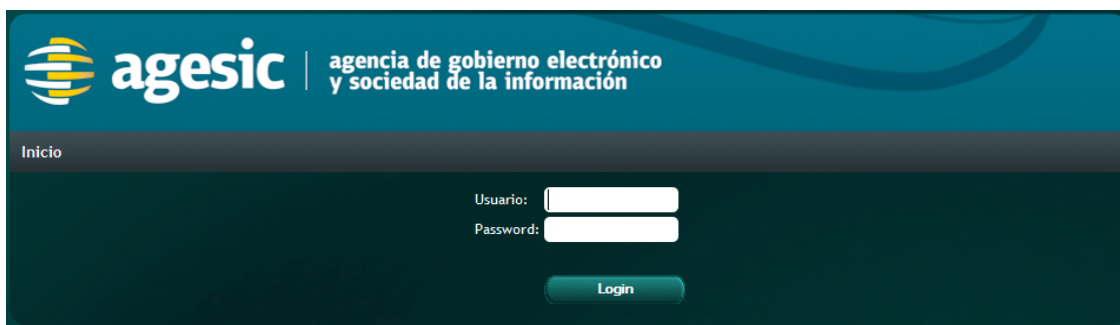 agesic
agencia de gobierno electrónico
y sociedad de la información
Inicio
Usuario:
Password:
Login